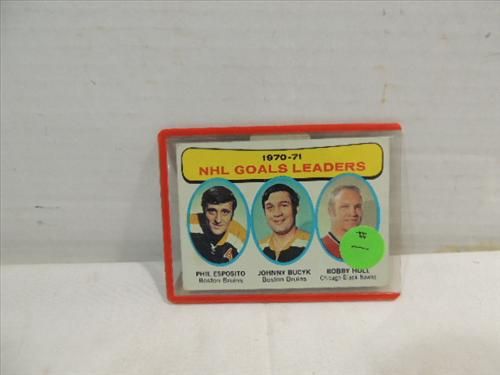 1970-71
NHL GOALS LEADERS
PHIL ESPOSITO JOHNNY BUCYK BOBBY HULL
Boston Bruins Boston Bruins Chicago Black Hawks